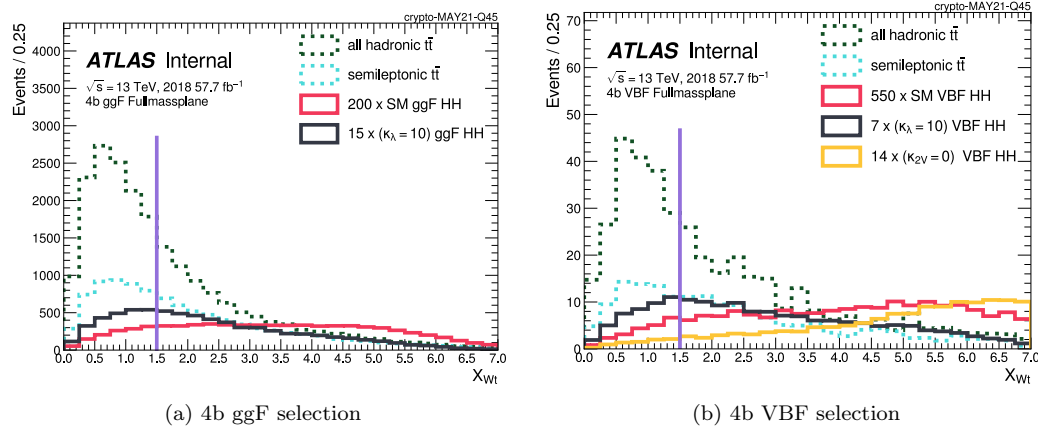 crypto-MAY21-Q45
Events / 0.25
4000
3500
3000
2500
2000
1500
1000
500
0
ATLAS Internal
√s = 13 TeV, 2018 57.7 fb⁻¹
4b ggF Fullmassplane
all hadronic tt̄
semileptonic tt̄
200 x SM ggF HH
15 x (κλ = 10) ggF HH
0.0 0.5 1.0 1.5 2.0 2.5 3.0 3.5 4.0 4.5 5.0 5.5 6.0 6.5 7.0
X_Wt
(a) 4b ggF selection
crypto-MAY21-Q45
Events / 0.25
70
60
50
40
30
20
10
0
ATLAS Internal
√s = 13 TeV, 2018 57.7 fb⁻¹
4b VBF Fullmassplane
all hadronic tt̄
semileptonic tt̄
550 x SM VBF HH
7 x (κλ = 10) VBF HH
14 x (κ2V = 0) VBF HH
0.0 0.5 1.0 1.5 2.0 2.5 3.0 3.5 4.0 4.5 5.0 5.5 6.0 6.5 7.0
X_Wt
(b) 4b VBF selection